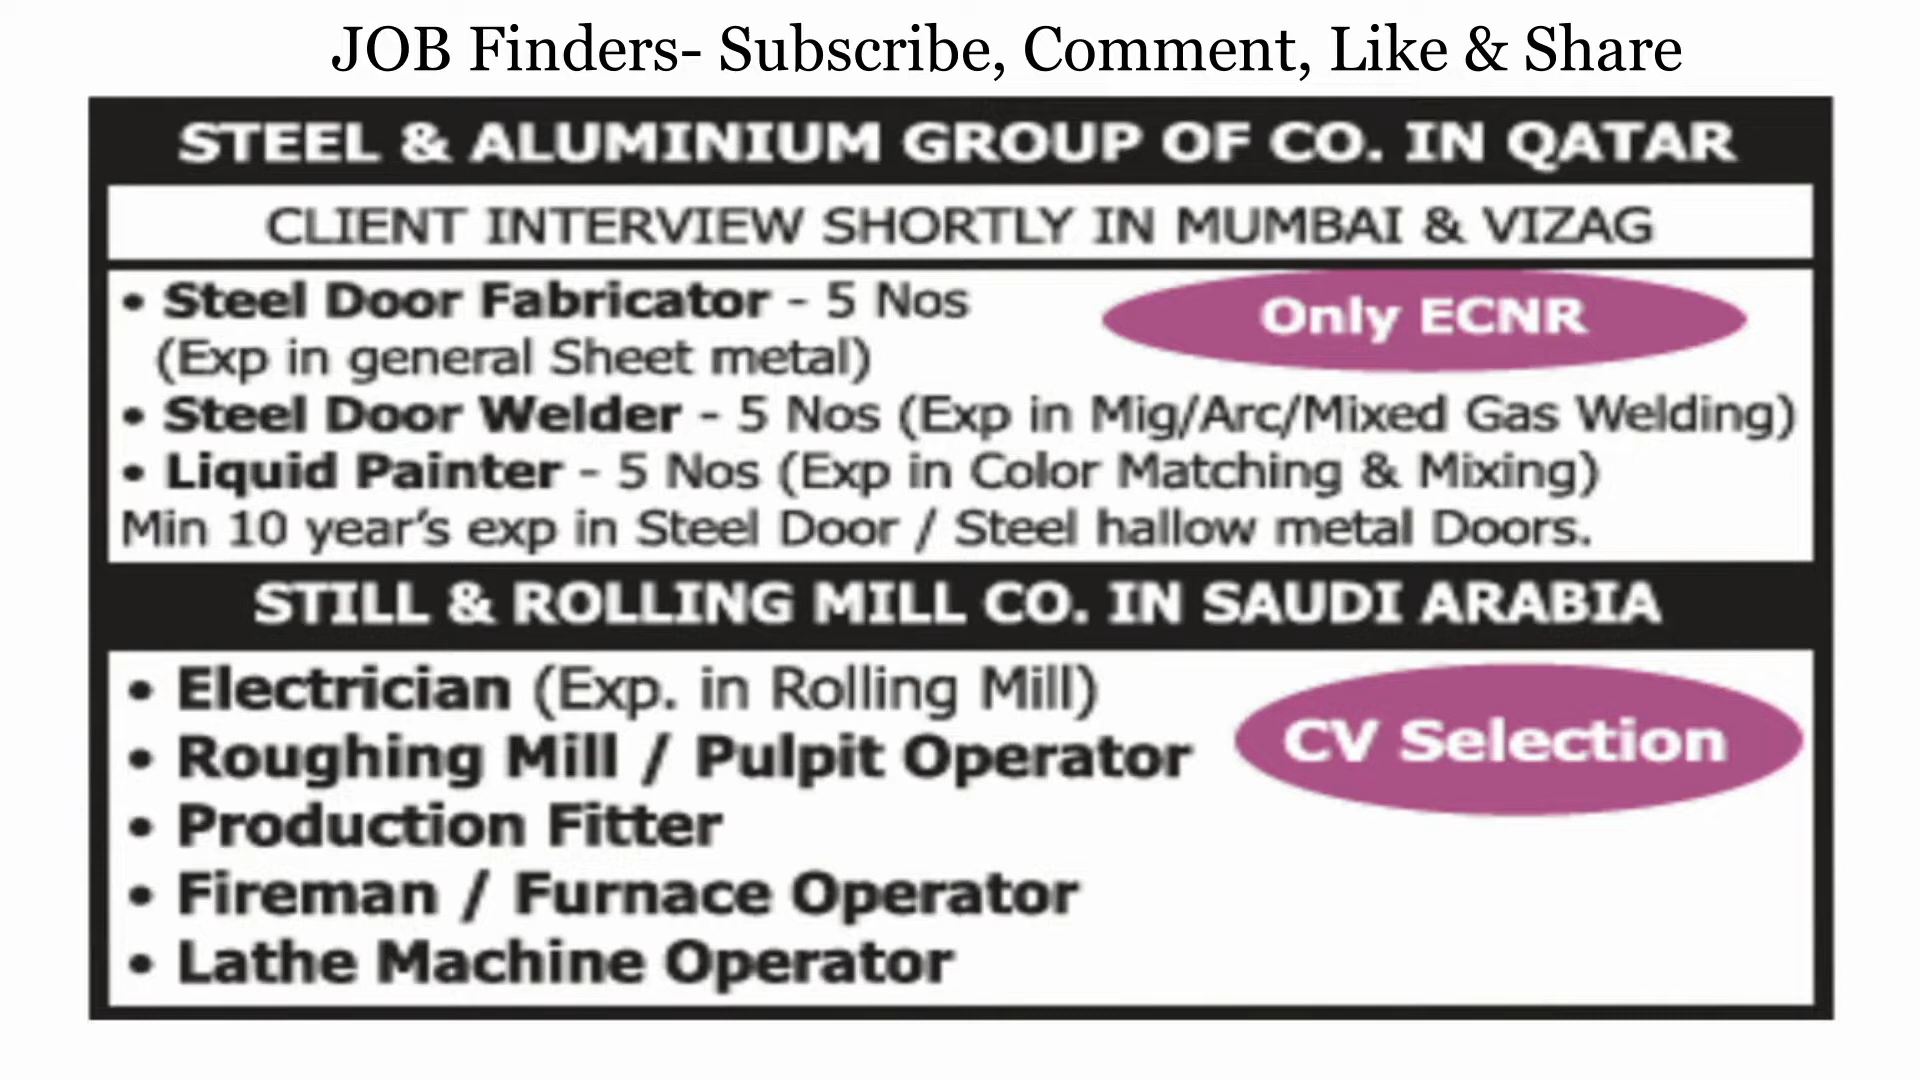 JOB Finders- Subscribe, Comment, Like & Share
STEEL & ALUMINIUM GROUP OF CO. IN QATAR
CLIENT INTERVIEW SHORTLY IN MUMBAI & VIZAG
• Steel Door Fabricator - 5 Nos
Only ECNR
(Exp in general Sheet metal)
• Steel Door Welder - 5 Nos (Exp in Mig/Arc/Mixed Gas Welding)
• Liquid Painter - 5 Nos (Exp in Color Matching & Mixing)
Min 10 year’s exp in Steel Door / Steel hallow metal Doors.
STILL & ROLLING MILL CO. IN SAUDI ARABIA
• Electrician (Exp. in Rolling Mill)
• Roughing Mill / Pulpit Operator
CV Selection
• Production Fitter
• Fireman / Furnace Operator
• Lathe Machine Operator